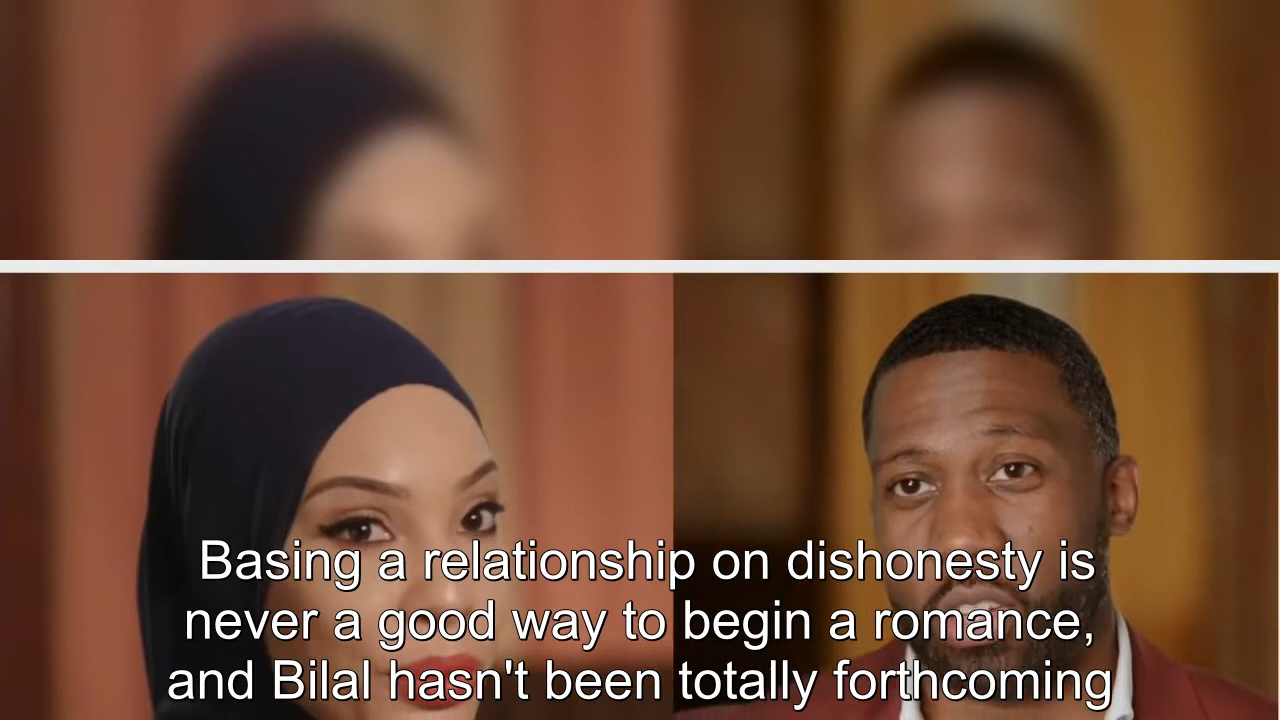 Basing a relationship on dishonesty is
never a good way to begin a romance,
and Bilal hasn't been totally forthcoming